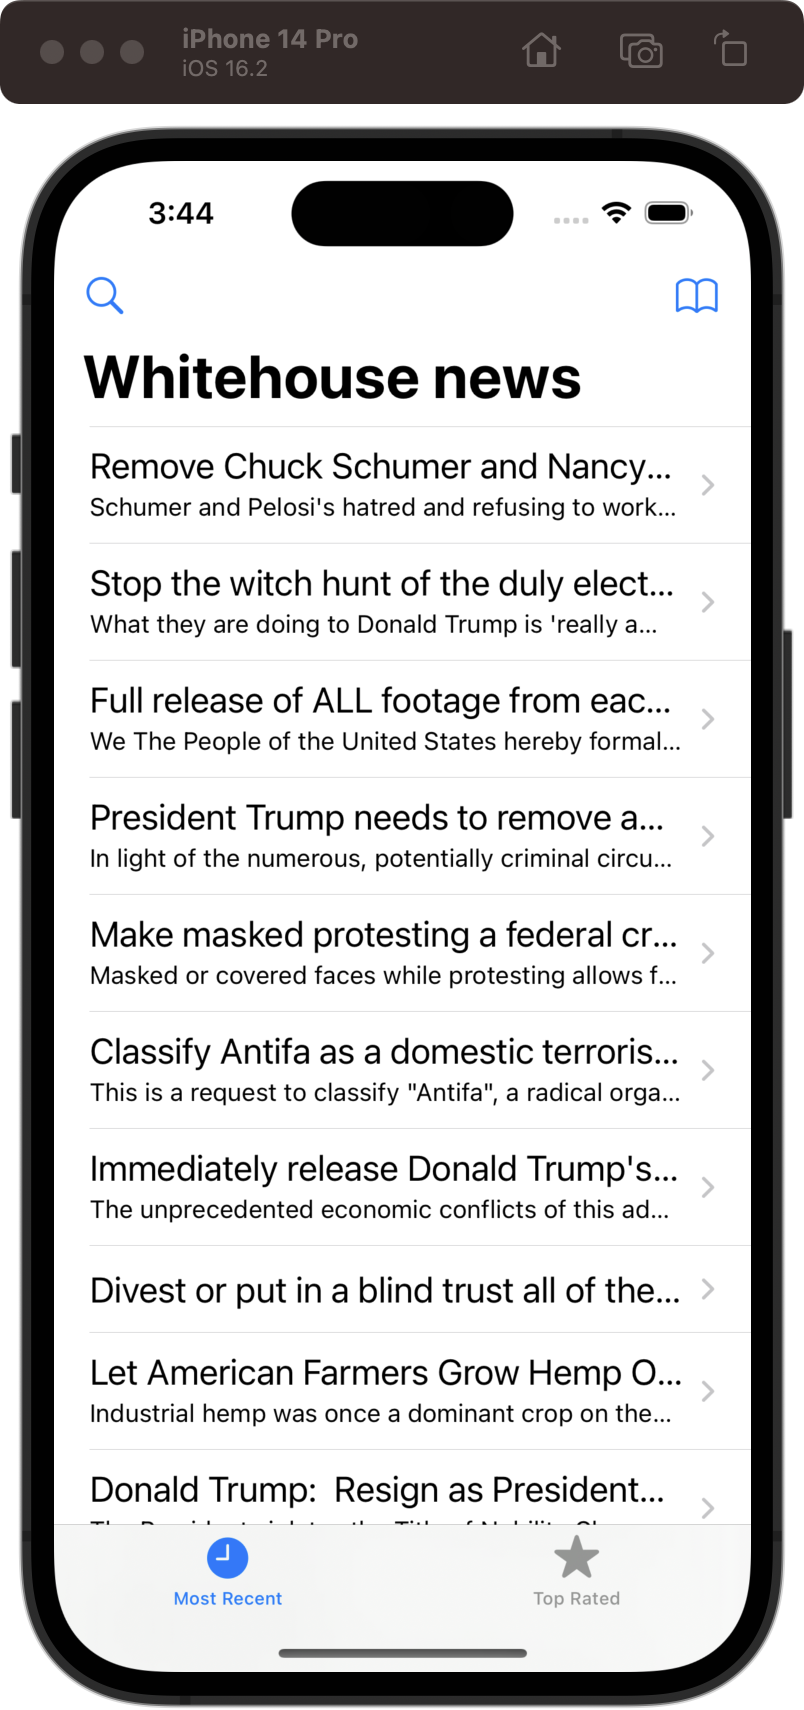 iPhone 14 Pro
iOS 16.2
3:44
Whitehouse news
Remove Chuck Schumer and Nancy...
Schumer and Pelosi's hatred and refusing to work...
Stop the witch hunt of the duly elect...
What they are doing to Donald Trump is 'really a...
Full release of ALL footage from eac...
We The People of the United States hereby formal...
President Trump needs to remove a...
In light of the numerous, potentially criminal circu...
Make masked protesting a federal cr...
Masked or covered faces while protesting allows f...
Classify Antifa as a domestic terroris...
This is a request to classify "Antifa", a radical orga...
Immediately release Donald Trump's...
The unprecedented economic conflicts of this ad...
Divest or put in a blind trust all of the...
Let American Farmers Grow Hemp O...
Industrial hemp was once a dominant crop on the...
Donald Trump:  Resign as President...
Most Recent
Top Rated